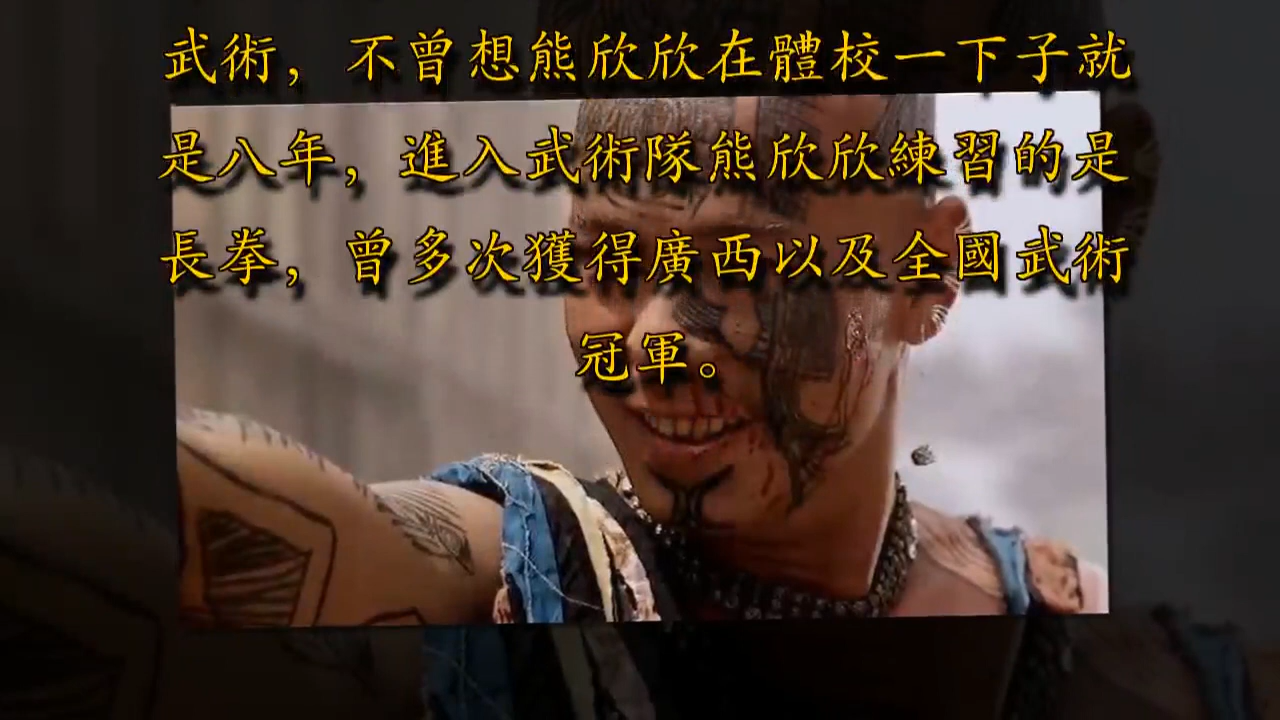 武術，不曾想熊欣欣在體校一下子就
是八年，進入武術隊熊欣欣練習的是
長拳，曾多次獲得廣西以及全國武術
冠軍。